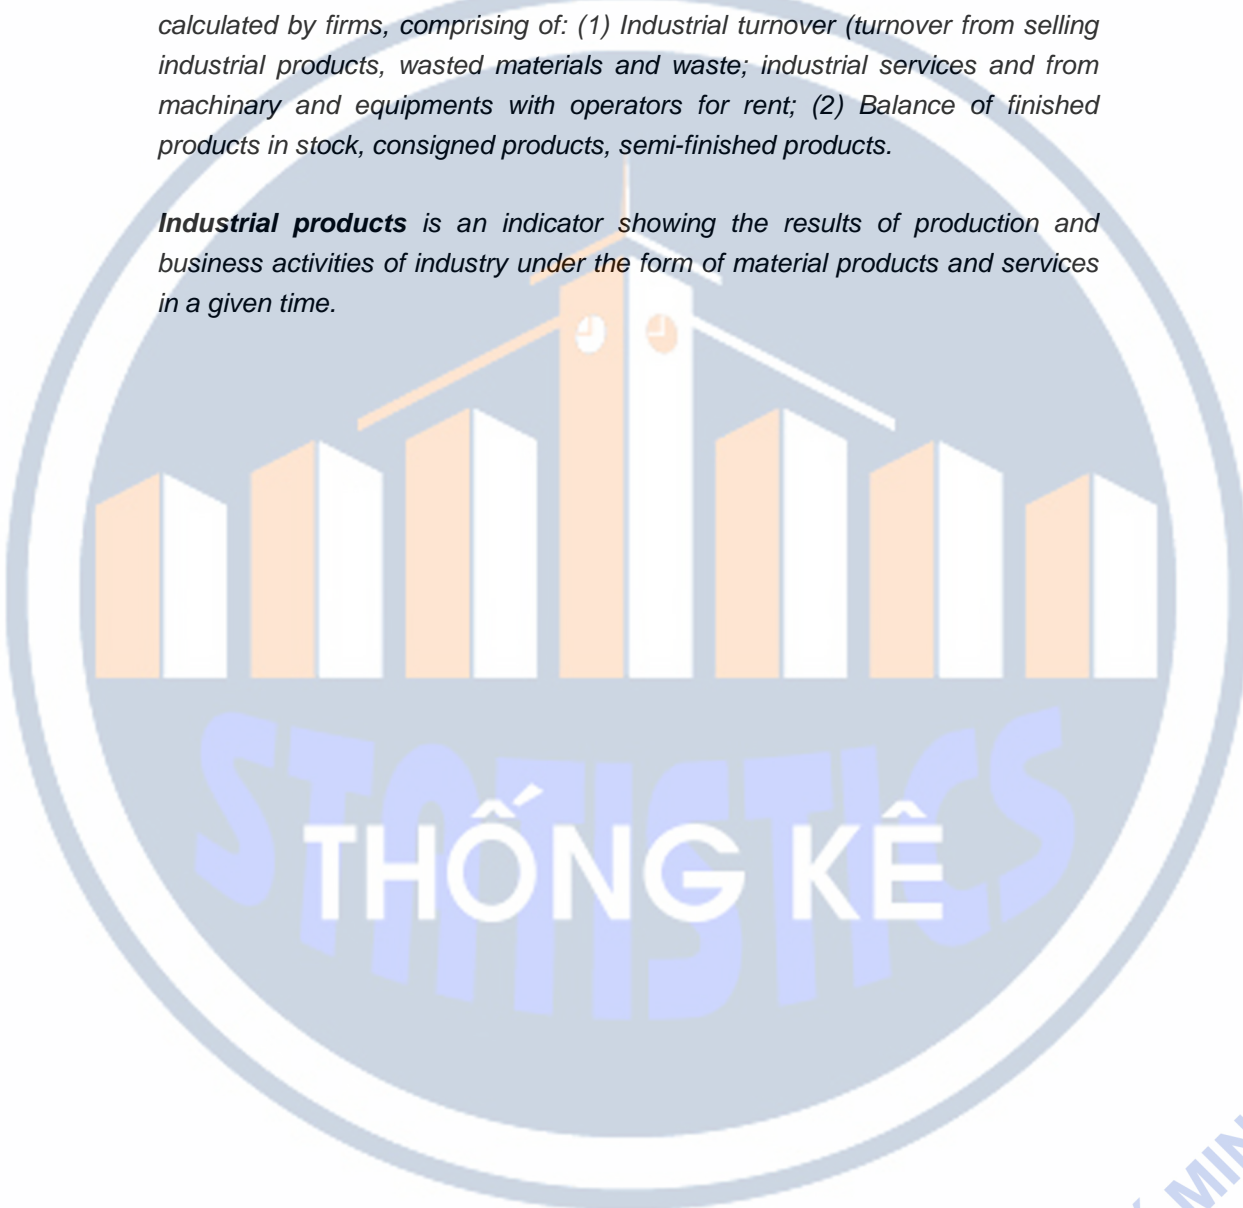 calculated by firms, comprising of: (1) Industrial turnover (turnover from selling
industrial products, wasted materials and waste; industrial services and from
machinary and equipments with operators for rent; (2) Balance of finished
products in stock, consigned products, semi-finished products.
Industrial products is an indicator showing the results of production and
business activities of industry under the form of material products and services
in a given time.
STATISTICS
THỐNG KÊ